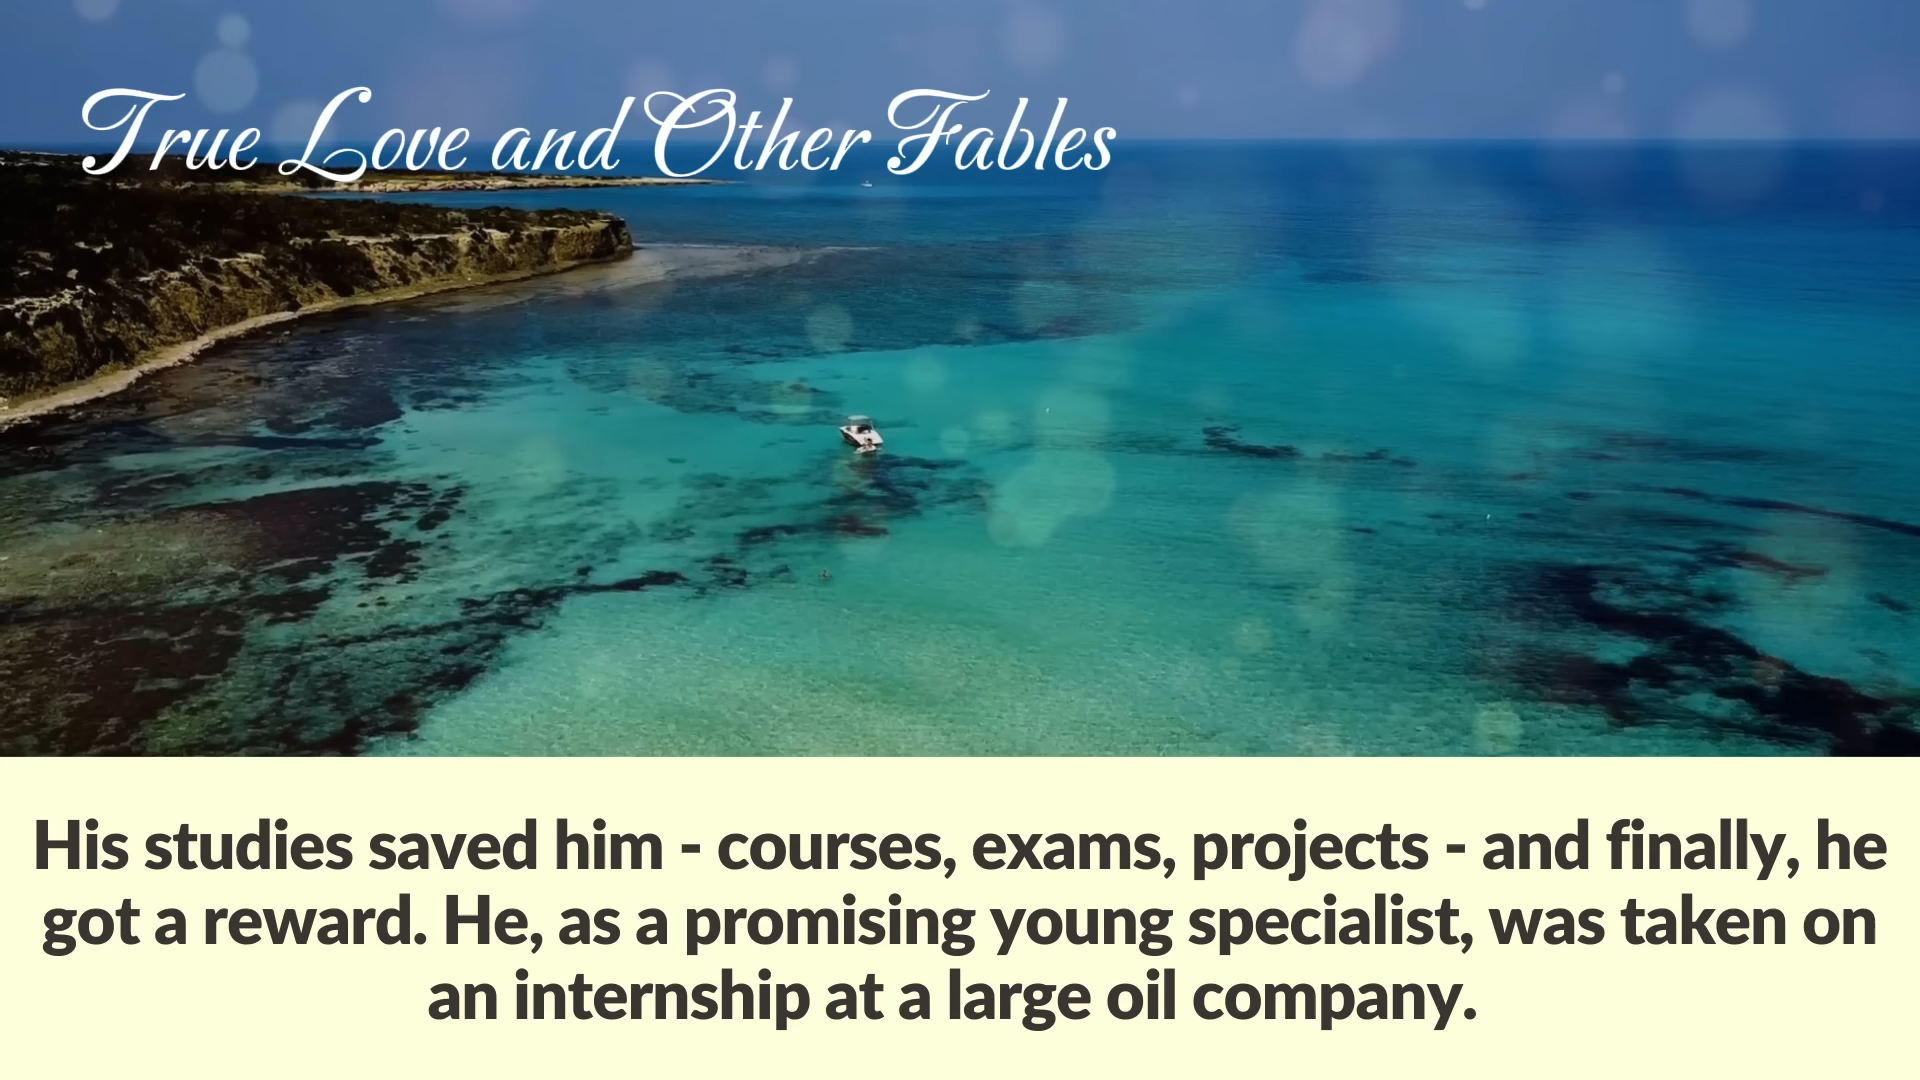 True Love and Other Fables
His studies saved him - courses, exams, projects - and finally, he
got a reward. He, as a promising young specialist, was taken on
an internship at a large oil company.